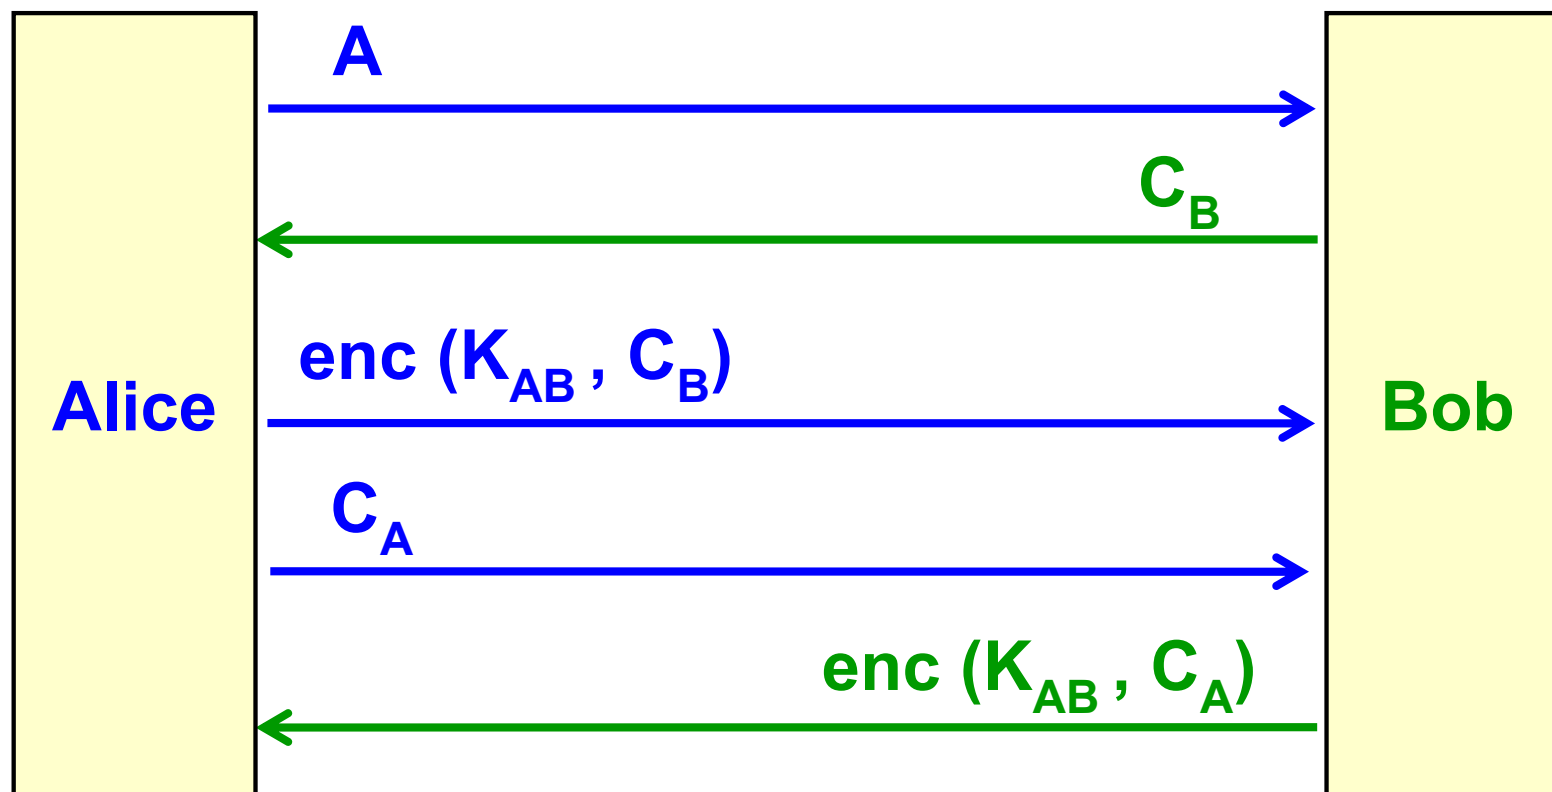 A
C_B
enc (K_AB , C_B)
Alice
Bob
C_A
enc (K_AB , C_A)